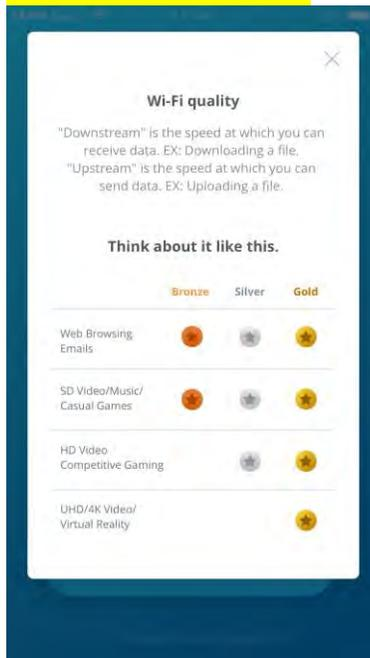 Wi-Fi quality
"Downstream" is the speed at which you can
receive data. EX: Downloading a file.
"Upstream" is the speed at which you can
send data. EX: Uploading a file.
Think about it like this.
Bronze Silver Gold
Web Browsing
Emails
SD Video/Music/
Casual Games
HD Video
Competitive Gaming
UHD/4K Video/
Virtual Reality